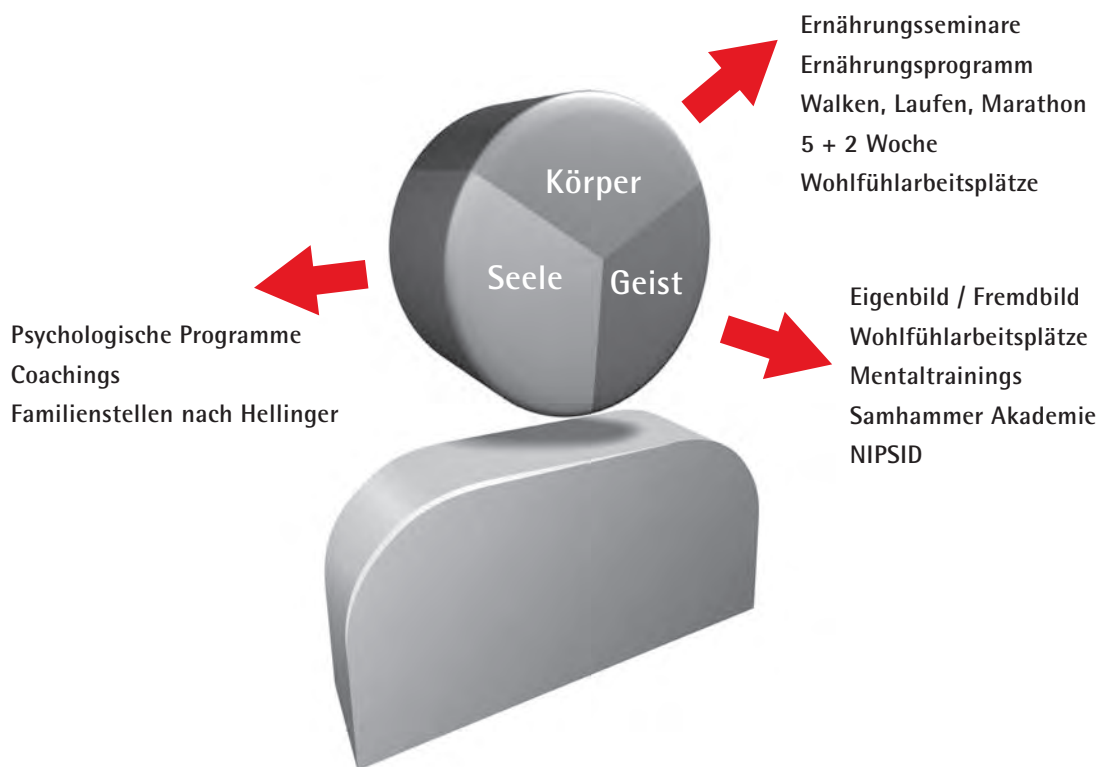 Ernährungsseminare
Ernährungsprogramm
Walken, Laufen, Marathon
5 + 2 Woche
Wohlfühlarbeitsplätze
Körper
Seele
Geist
Psychologische Programme
Coachings
Familienstellen nach Hellinger
Eigenbild / Fremdbild
Wohlfühlarbeitsplätze
Mentaltrainings
Samhammer Akademie
NIPSID